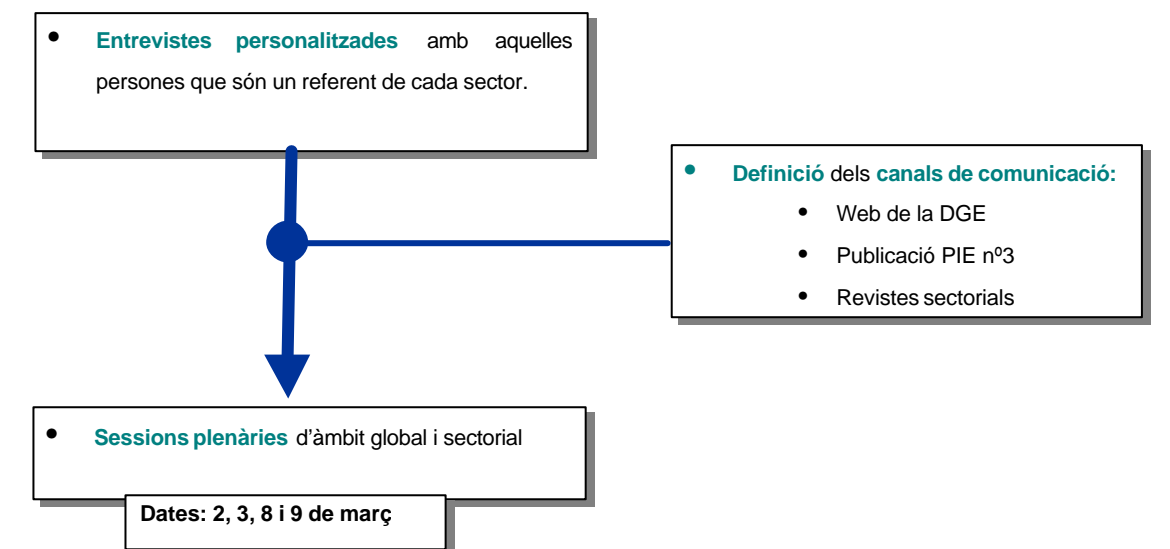 • Entrevistes personalitzades amb aquelles
persones que són un referent de cada sector.
• Definició dels canals de comunicació:
• Web de la DGE
• Publicació PIE nº3
• Revistes sectorials
• Sessions plenàries d’àmbit global i sectorial
Dates: 2, 3, 8 i 9 de març